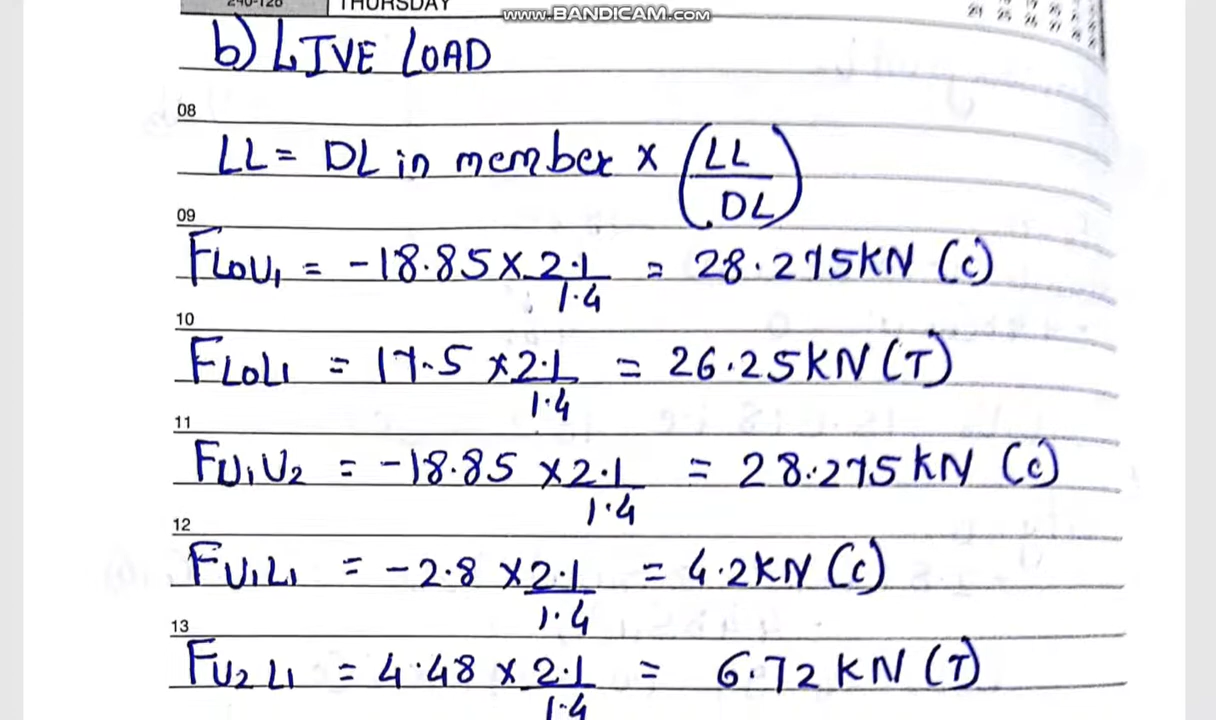 THURSDAY
www.BANDICAM.com
b) LIVE LOAD
08
LL = DL in member × (LL/DL)
09
FL0U1 = -18.85 × 2.1/1.4 = 28.275KN (C)
10
FL0L1 = 17.5 × 2.1/1.4 = 26.25KN (T)
11
FU1U2 = -18.85 × 2.1/1.4 = 28.275KN (C)
12
FU1L1 = -2.8 × 2.1/1.4 = 4.2KN (C)
13
FU2L1 = 4.48 × 2.1/1.4 = 6.72KN (T)